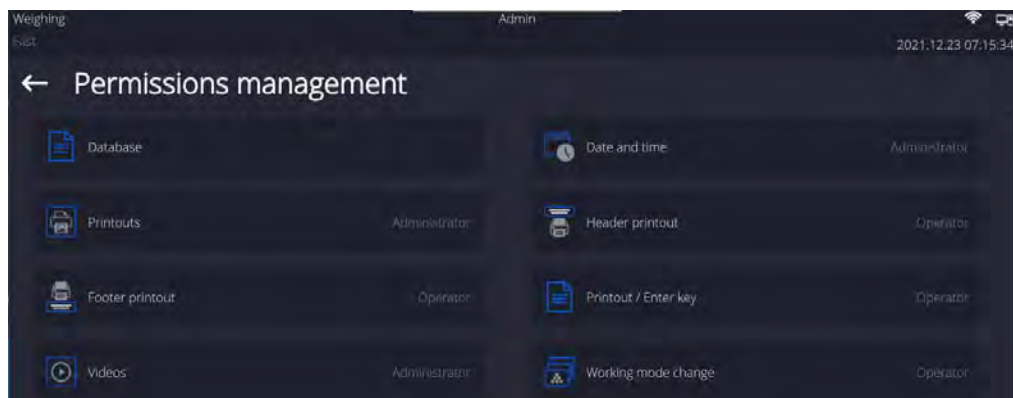 Weighing Admin
Fast 2021.12.23 07:15:34
← Permissions management
Database Date and time Administrator
Printouts Administrator Header printout Operator
Footer printout Operator Printout / Enter key Operator
Videos Administrator Working mode change Operator